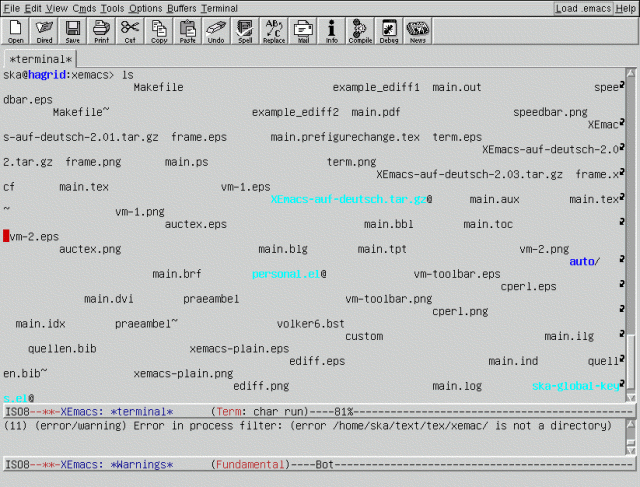 File Edit View Cmds Tools Options Buffers Terminal Load .emacs Help
Open Dired Save Print Cut Copy Paste Undo Spell Replace Mail Info Compile Debug News
*terminal*
ska@hagrid:xemacs> ls
Makefile example_ediff1 main.out spee
dbar.eps
Makefile~ example_ediff2 main.pdf speedbar.png
XEmac
s-auf-deutsch-2.01.tar.gz frame.eps main.prefigurechange.tex term.eps
XEmacs-auf-deutsch-2.0
2.tar.gz frame.png main.ps term.png
XEmacs-auf-deutsch-2.03.tar.gz frame.x
cf main.tex vm-1.eps
XEmacs-auf-deutsch.tar.gz@ main.aux main.tex
~ vm-1.png
auctex.eps main.bbl main.toc
vm-2.eps
auctex.png main.blg main.tpt vm-2.png
auto/
main.brf personal.el@ vm-toolbar.eps
cperl.eps
main.dvi praeambel vm-toolbar.png
cperl.png
main.idx praeambel~ volker6.bst
custom main.ilg
quellen.bib xemacs-plain.eps
ediff.eps main.ind quell
en.bib~ xemacs-plain.png
ediff.png main.log ska-global-key
s.el@
ISO8--**-XEmacs: *terminal* (Term: char run)----81%----
(11) (error/warning) Error in process filter: (error /home/ska/text/tex/xemac/ is not a directory)
ISO8--**-XEmacs: *Warnings* (Fundamental)----Bot----